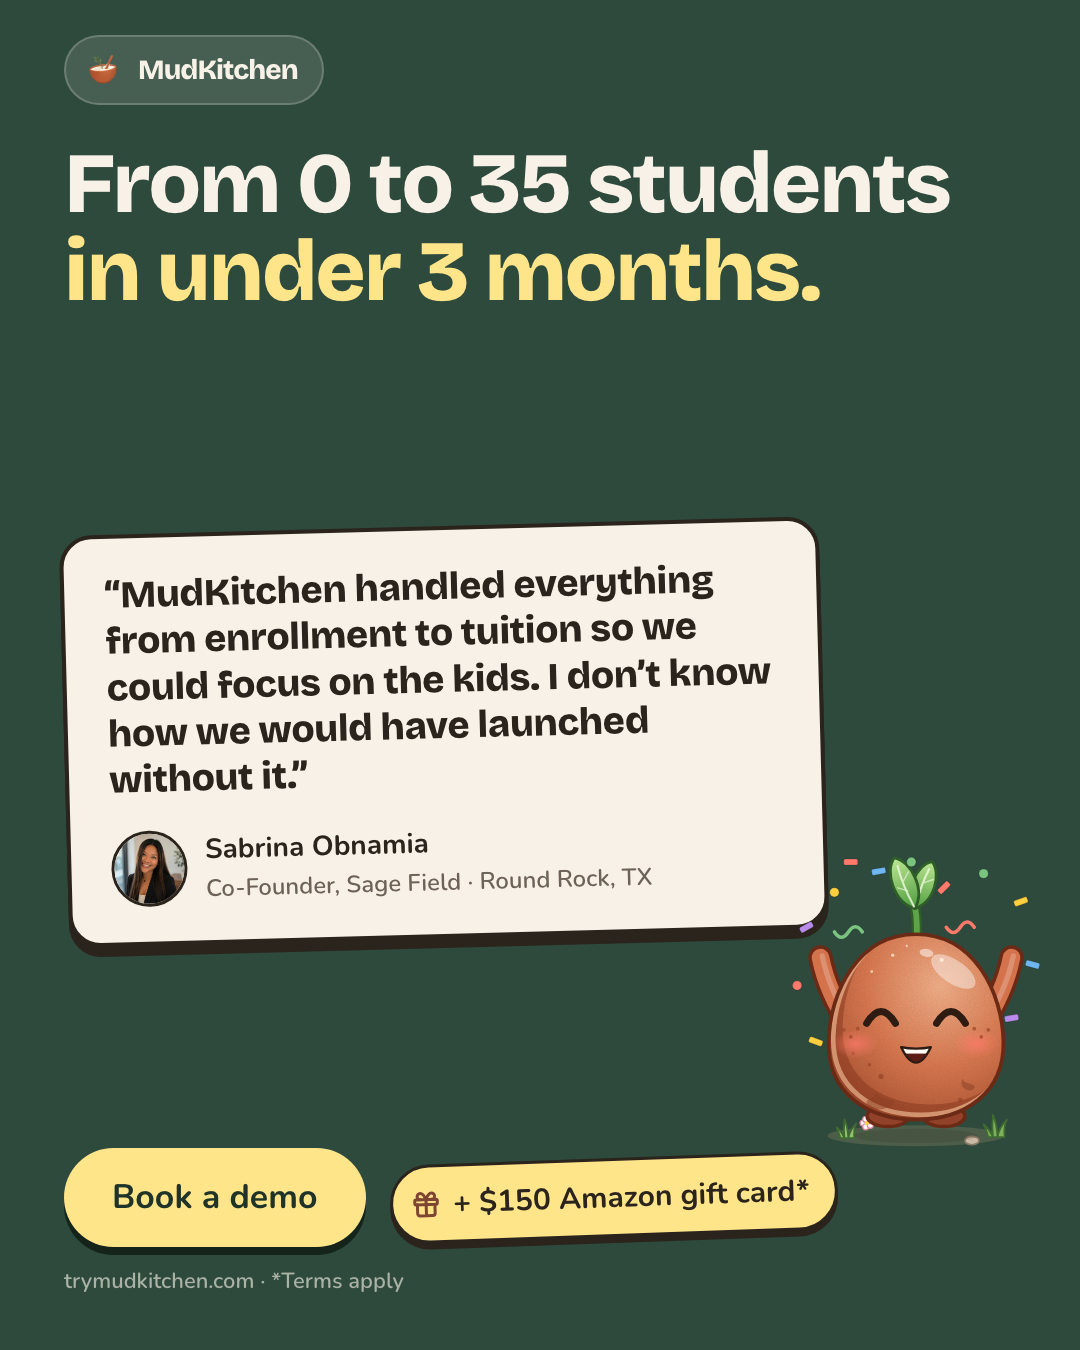 MudKitchen
From 0 to 35 students
in under 3 months.
“MudKitchen handled everything
from enrollment to tuition so we
could focus on the kids. I don’t know
how we would have launched
without it.”
Sabrina Obnamia
Co-Founder, Sage Field · Round Rock, TX
Book a demo
+ $150 Amazon gift card*
trymudkitchen.com · *Terms apply